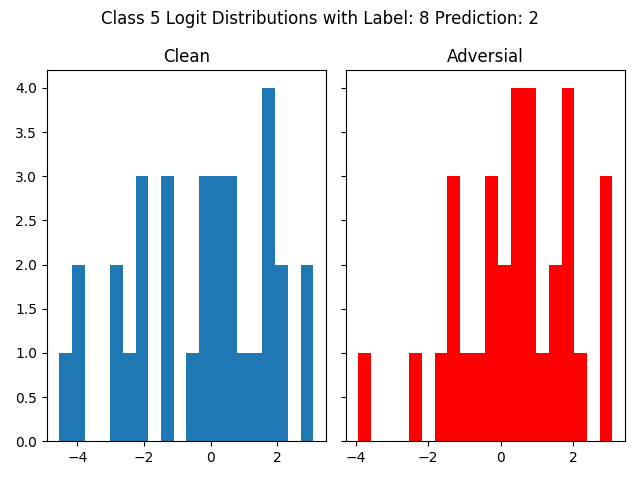 Class 5 Logit Distributions with Label: 8 Prediction: 2
Clean
Adversial
4.0
3.5
3.0
2.5
2.0
1.5
1.0
0.5
0.0
−4 −2 0 2
−4 −2 0 2